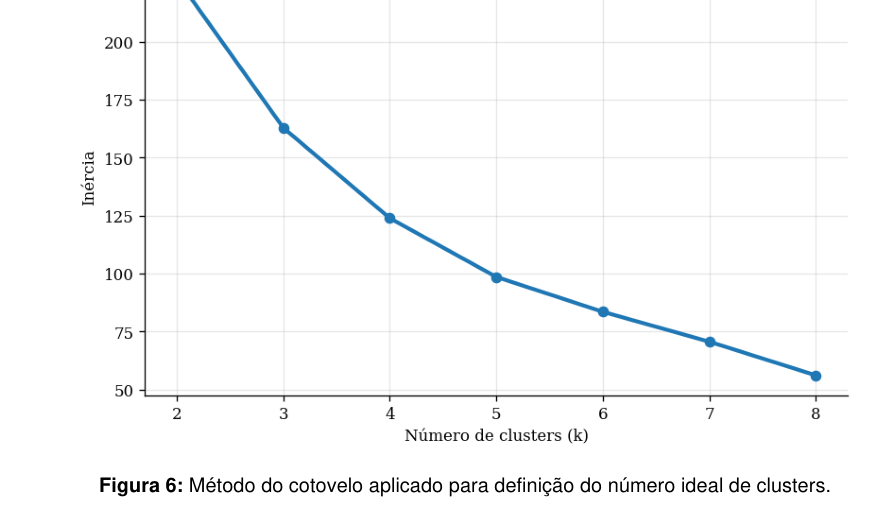 200
175
150
125
100
75
50
Inércia
2 3 4 5 6 7 8
Número de clusters (k)
Figura 6: Método do cotovelo aplicado para definição do número ideal de clusters.